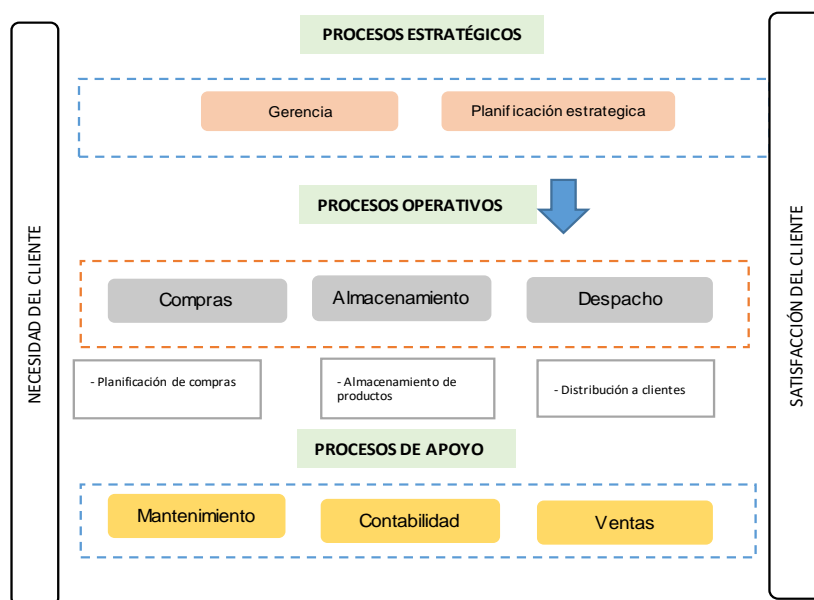 PROCESOS ESTRATÉGICOS
Gerencia
Planificación estrategica
PROCESOS OPERATIVOS
NECESIDAD DEL CLIENTE
SATISFACCIÓN DEL CLIENTE
Compras
Almacenamiento
Despacho
- Planificación de compras
- Almacenamiento de
productos
- Distribución a clientes
PROCESOS DE APOYO
Mantenimiento
Contabilidad
Ventas